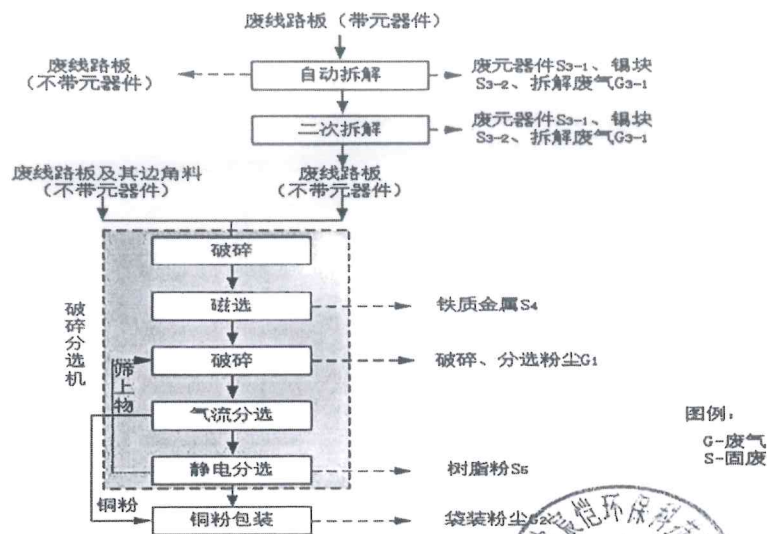 废线路板（带元器件）
废线路板
（不带元器件）
自动拆解
废元器件S3-1、锡块
S3-2、拆解废气G3-1
二次拆解
废元器件S3-1、锡块
S3-2、拆解废气G3-1
废线路板及其边角料
（不带元器件）
废线路板
（不带元器件）
破碎分选机
破碎
磁选
铁质金属S4
筛上物
破碎
破碎、分选粉尘G1
气流分选
静电分选
树脂粉S5
铜粉
铜粉包装
袋装粉尘G2
图例：
G-废气
S-固废
恺环保科技